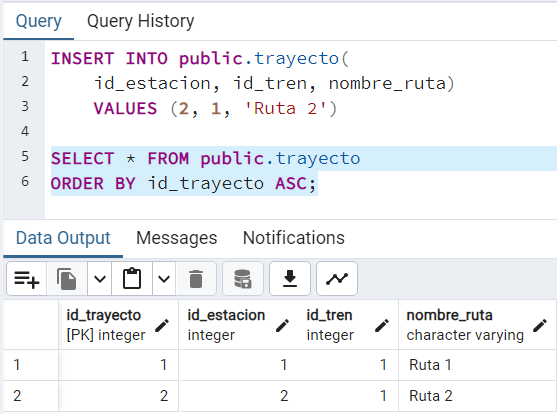 Query Query History
1 INSERT INTO public.trayecto(
2 id_estacion, id_tren, nombre_ruta)
3 VALUES (2, 1, 'Ruta 2')
4
5 SELECT * FROM public.trayecto
6 ORDER BY id_trayecto ASC;
Data Output Messages Notifications
id_trayecto id_estacion id_tren nombre_ruta
[PK] integer integer integer character varying
1 1 1 1 Ruta 1
2 2 2 1 Ruta 2